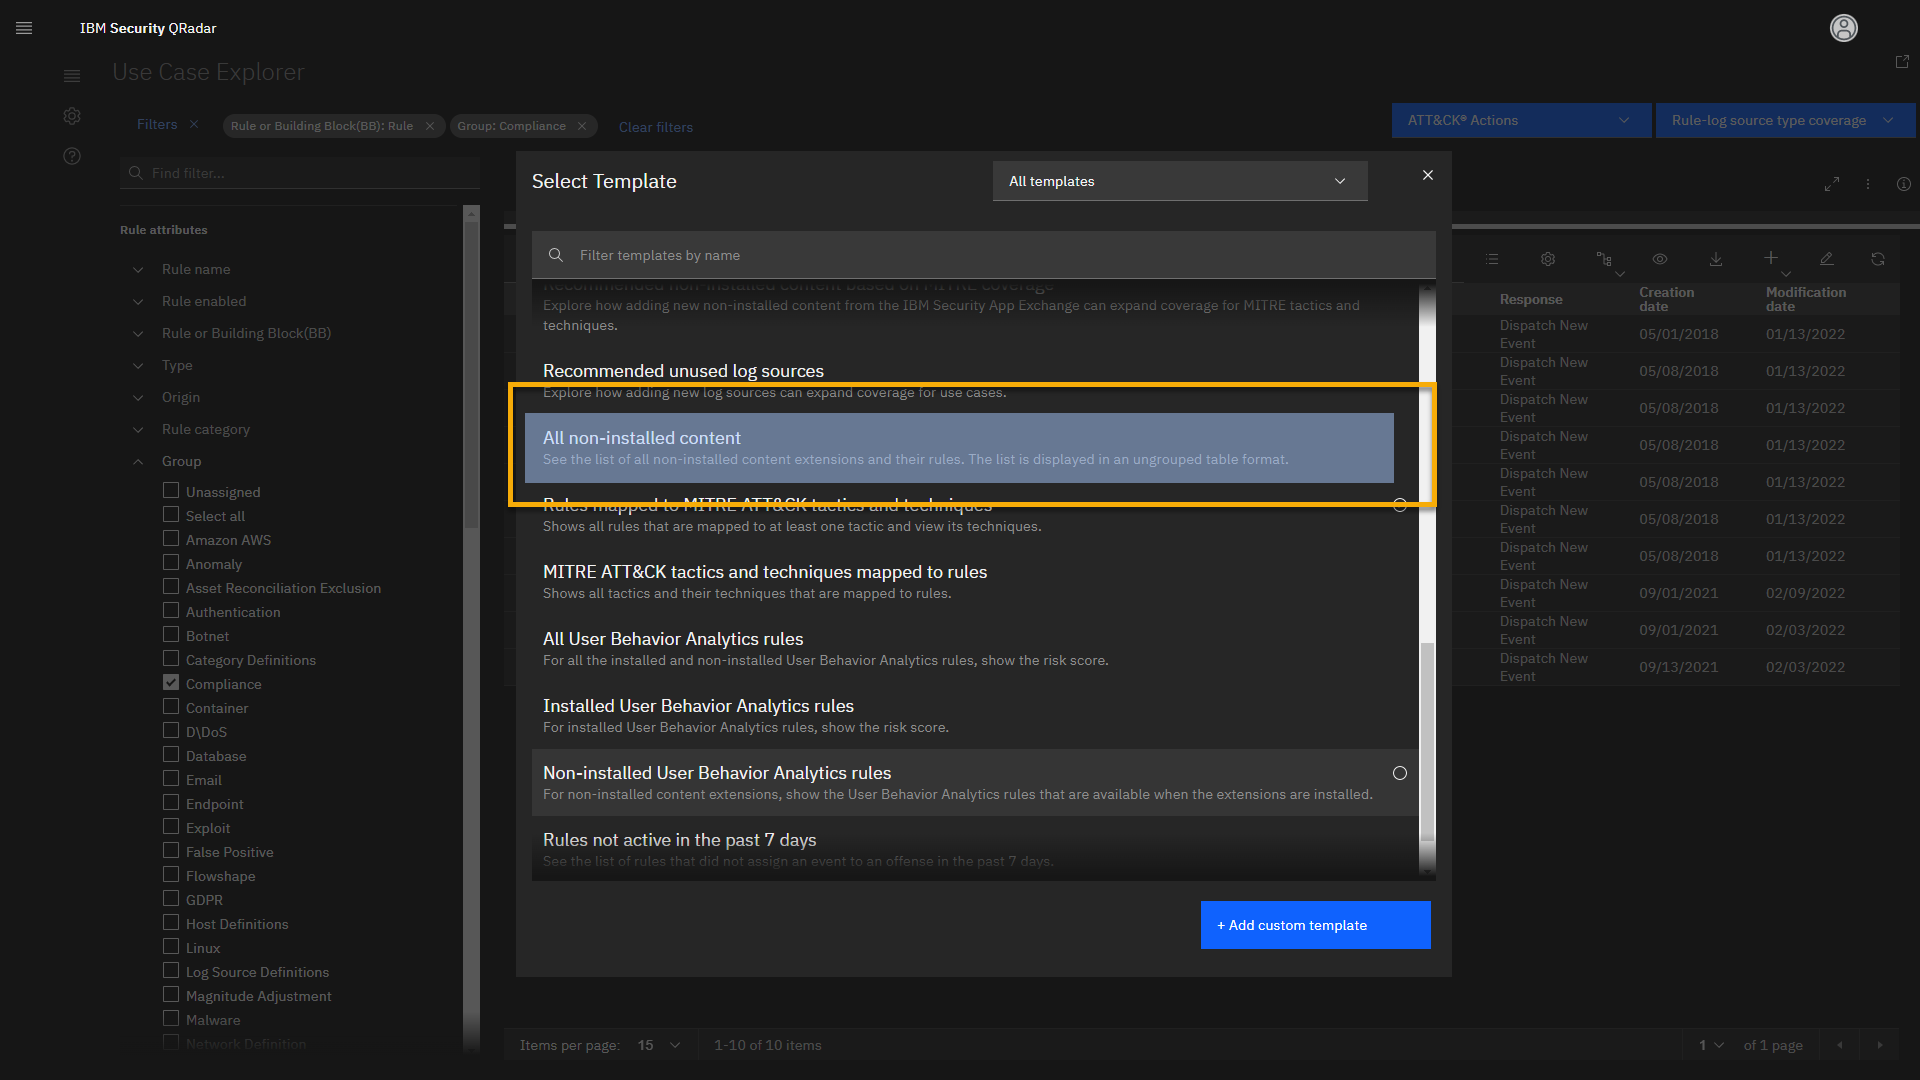 IBM Security QRadar
Use Case Explorer
Filters
Rule or Building Block(BB): Rule
Group: Compliance
Clear filters
ATT&CK® Actions
Rule-log source type coverage
Find filter...
Rule attributes
Rule name
Rule enabled
Rule or Building Block(BB)
Type
Origin
Rule category
Group
Unassigned
Select all
Amazon AWS
Anomaly
Asset Reconciliation Exclusion
Authentication
Botnet
Category Definitions
Compliance
Container
D\DoS
Database
Email
Endpoint
Exploit
False Positive
Flowshape
GDPR
Host Definitions
Linux
Log Source Definitions
Magnitude Adjustment
Malware
Network Definition
Select Template
All templates
Filter templates by name
Recommended non-installed content based on MITRE coverage
Explore how adding new non-installed content from the IBM Security App Exchange can expand coverage for MITRE tactics and
techniques.
Recommended unused log sources
Explore how adding new log sources can expand coverage for use cases.
All non-installed content
See the list of all non-installed content extensions and their rules. The list is displayed in an ungrouped table format.
Rules mapped to MITRE ATT&CK tactics and techniques
Shows all rules that are mapped to at least one tactic and view its techniques.
MITRE ATT&CK tactics and techniques mapped to rules
Shows all tactics and their techniques that are mapped to rules.
All User Behavior Analytics rules
For all the installed and non-installed User Behavior Analytics rules, show the risk score.
Installed User Behavior Analytics rules
For installed User Behavior Analytics rules, show the risk score.
Non-installed User Behavior Analytics rules
For non-installed content extensions, show the User Behavior Analytics rules that are available when the extensions are installed.
Rules not active in the past 7 days
See the list of rules that did not assign an event to an offense in the past 7 days.
+ Add custom template
Response
Creation
date
Modification
date
Dispatch New
Event
05/01/2018
01/13/2022
Dispatch New
Event
05/08/2018
01/13/2022
Dispatch New
Event
05/08/2018
01/13/2022
Dispatch New
Event
05/08/2018
01/13/2022
Dispatch New
Event
05/08/2018
01/13/2022
Dispatch New
Event
05/08/2018
01/13/2022
Dispatch New
Event
05/08/2018
01/13/2022
Dispatch New
Event
09/01/2021
02/09/2022
Dispatch New
Event
09/01/2021
02/03/2022
Dispatch New
Event
09/13/2021
02/03/2022
Items per page:
15
1-10 of 10 items
1
of 1 page